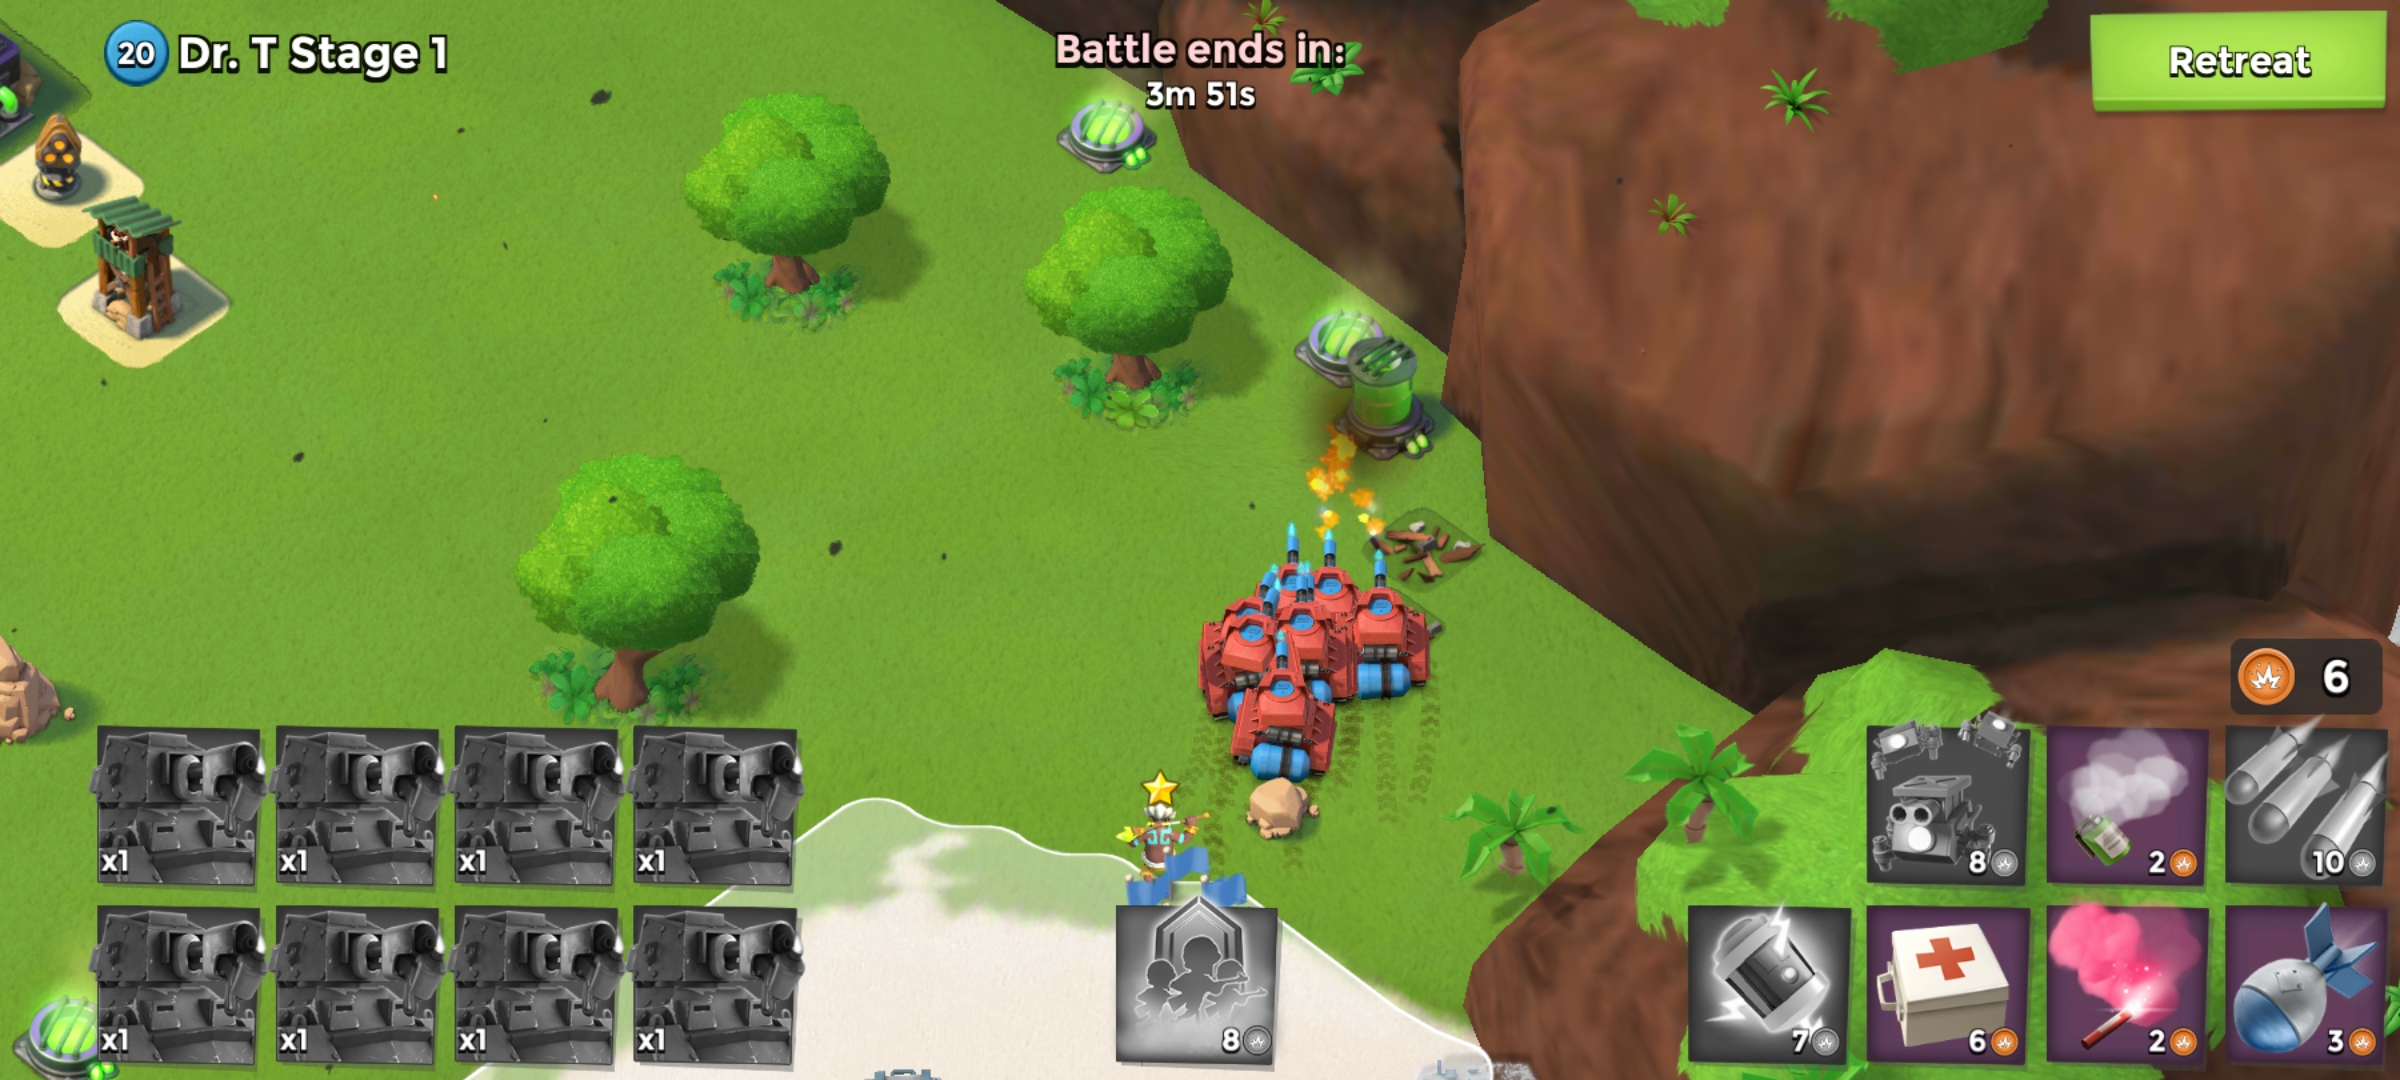 20 Dr. T Stage 1
Battle ends in:
3m 51s
Retreat
6
x1 x1 x1 x1
8 2 10
x1 x1 x1 x1
8
7 6 2 3